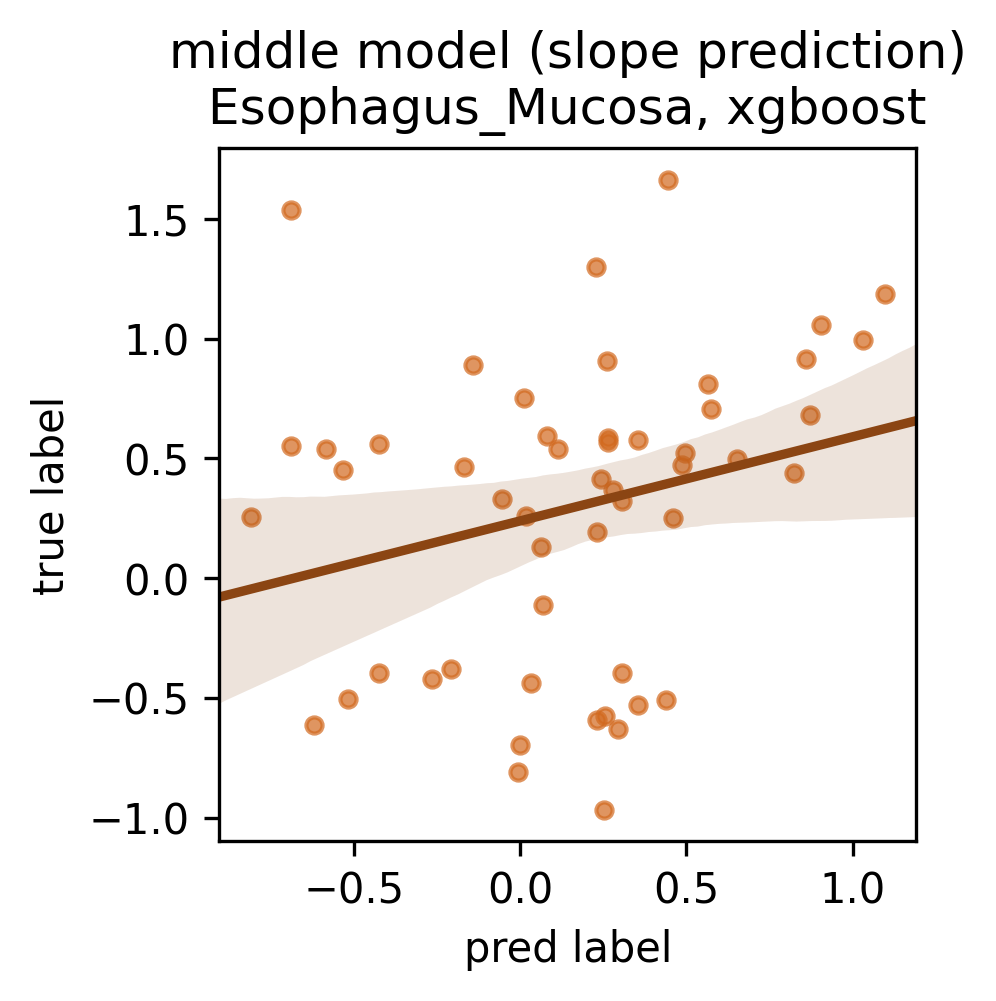 middle model (slope prediction)
Esophagus_Mucosa, xgboost
1.5
1.0
0.5
0.0
−0.5
−1.0
true label
−0.5
0.0
0.5
1.0
pred label